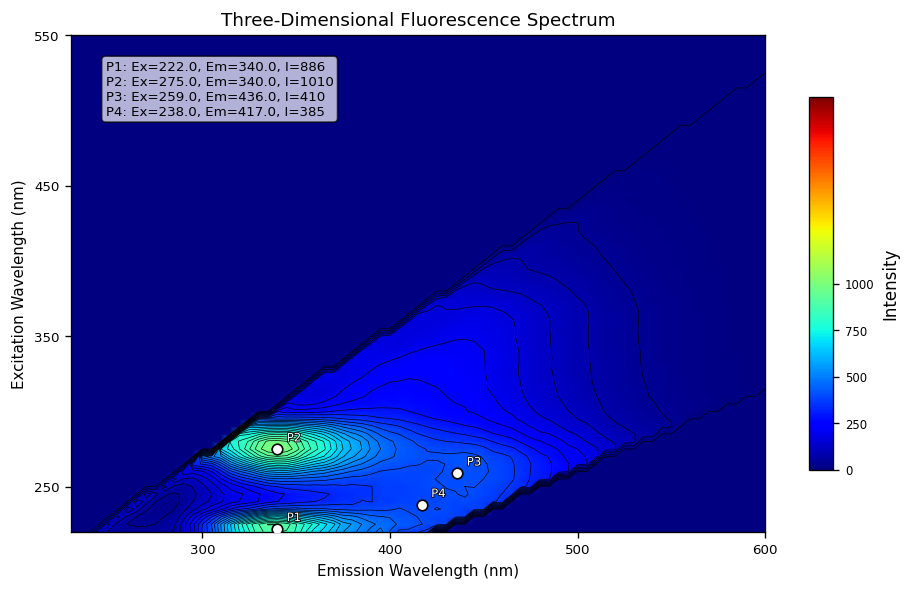 Three-Dimensional Fluorescence Spectrum
550
450
350
250
Excitation Wavelength (nm)
P1: Ex=222.0, Em=340.0, I=886
P2: Ex=275.0, Em=340.0, I=1010
P3: Ex=259.0, Em=436.0, I=410
P4: Ex=238.0, Em=417.0, I=385
P2
P3
P4
P1
300
400
500
600
Emission Wavelength (nm)
1000
750
500
250
0
Intensity